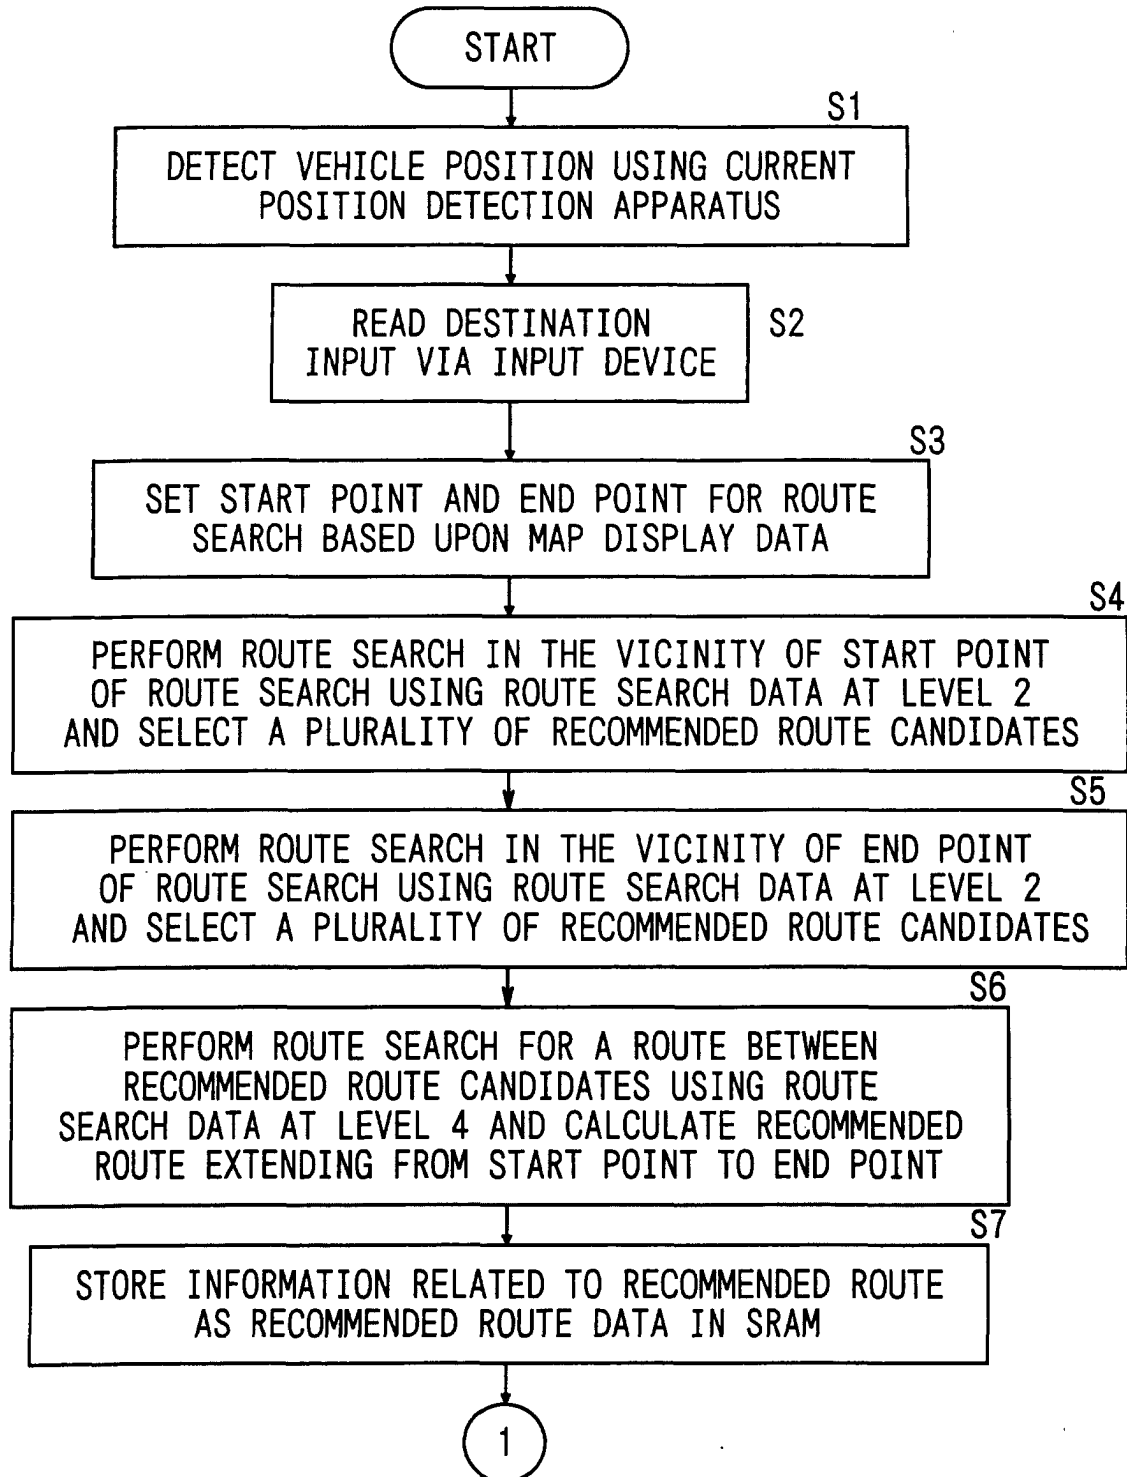 START
S1
DETECT VEHICLE POSITION USING CURRENT
POSITION DETECTION APPARATUS
READ DESTINATION
INPUT VIA INPUT DEVICE
S2
S3
SET START POINT AND END POINT FOR ROUTE
SEARCH BASED UPON MAP DISPLAY DATA
S4
PERFORM ROUTE SEARCH IN THE VICINITY OF START POINT
OF ROUTE SEARCH USING ROUTE SEARCH DATA AT LEVEL 2
AND SELECT A PLURALITY OF RECOMMENDED ROUTE CANDIDATES
S5
PERFORM ROUTE SEARCH IN THE VICINITY OF END POINT
OF ROUTE SEARCH USING ROUTE SEARCH DATA AT LEVEL 2
AND SELECT A PLURALITY OF RECOMMENDED ROUTE CANDIDATES
S6
PERFORM ROUTE SEARCH FOR A ROUTE BETWEEN
RECOMMENDED ROUTE CANDIDATES USING ROUTE
SEARCH DATA AT LEVEL 4 AND CALCULATE RECOMMENDED
ROUTE EXTENDING FROM START POINT TO END POINT
S7
STORE INFORMATION RELATED TO RECOMMENDED ROUTE
AS RECOMMENDED ROUTE DATA IN SRAM
1